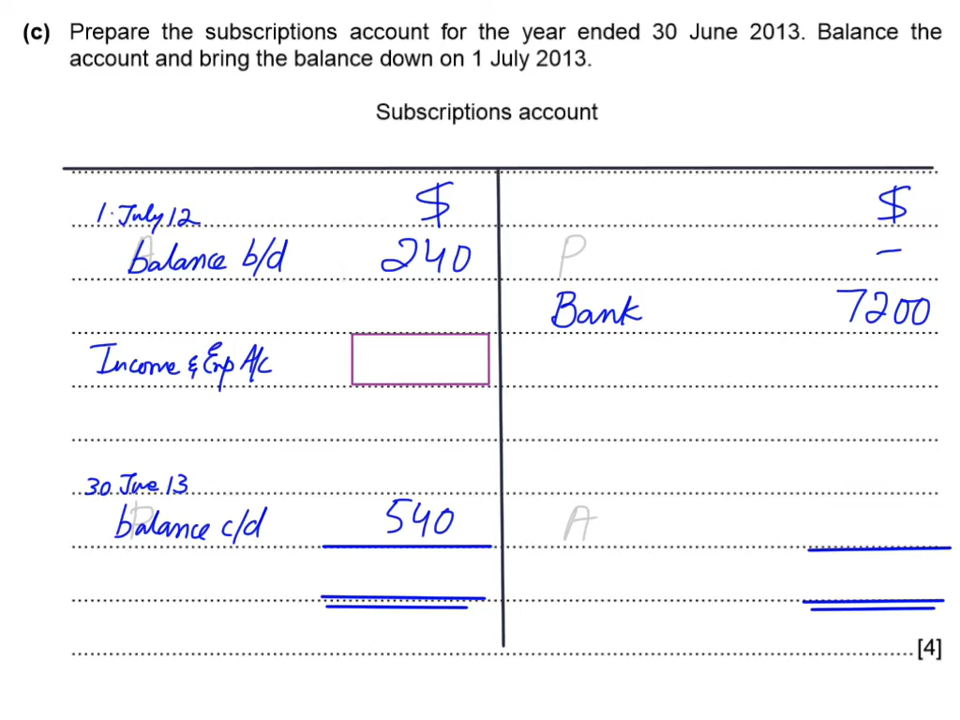 (c) Prepare the subscriptions account for the year ended 30 June 2013. Balance the
account and bring the balance down on 1 July 2013.
Subscriptions account
1. July 12 $ $
Balance b/d 240 P -
Bank 7200
Income & Exp A/c
30 June 13
balance c/d 540 A
[4]